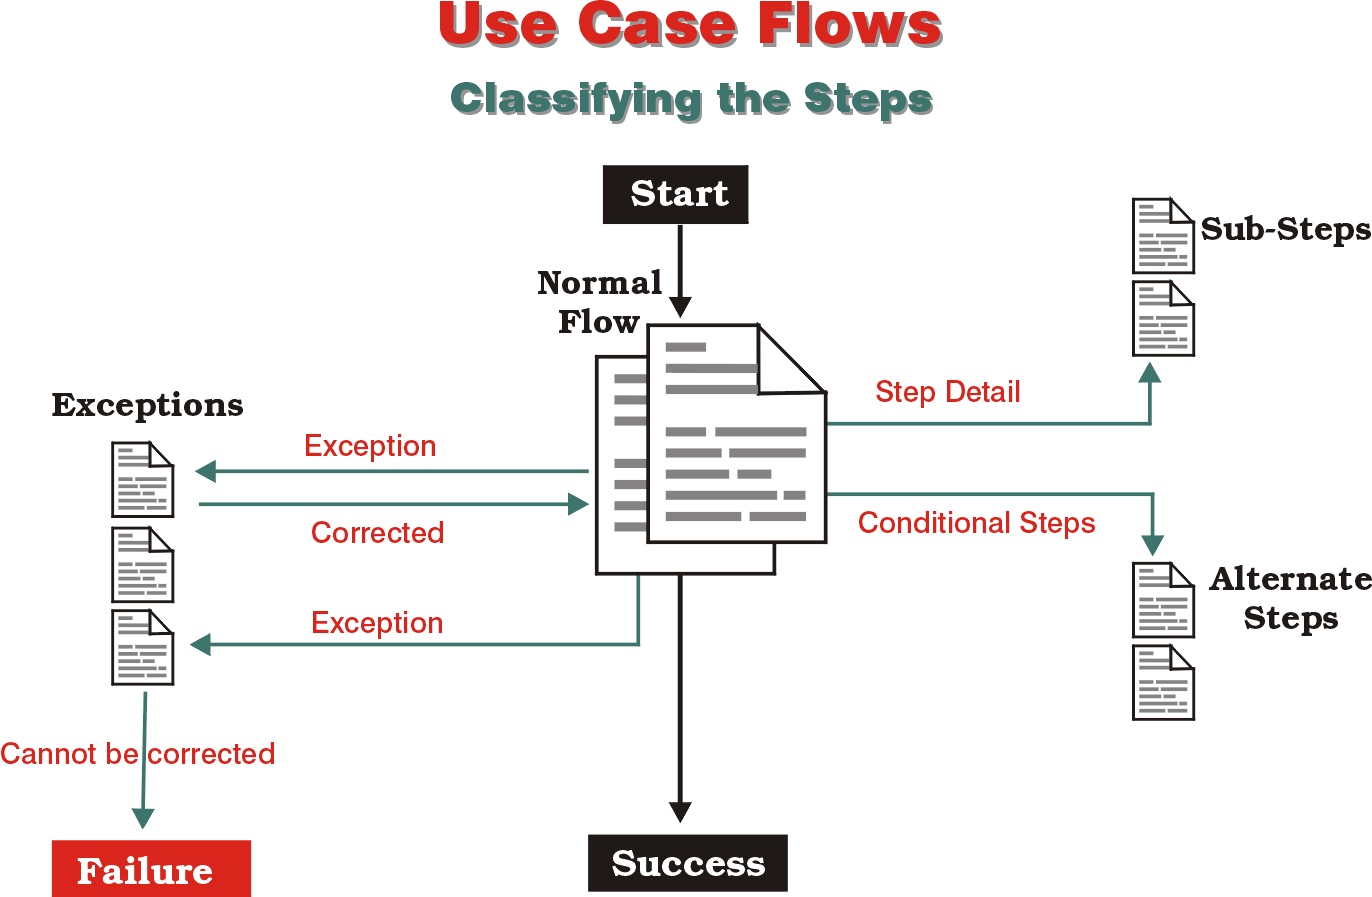 Use Case Flows
Classifying the Steps
Start
Sub-Steps
Normal
Flow
Step Detail
Exceptions
Exception
Corrected
Conditional Steps
Alternate
Steps
Exception
Cannot be corrected
Failure
Success